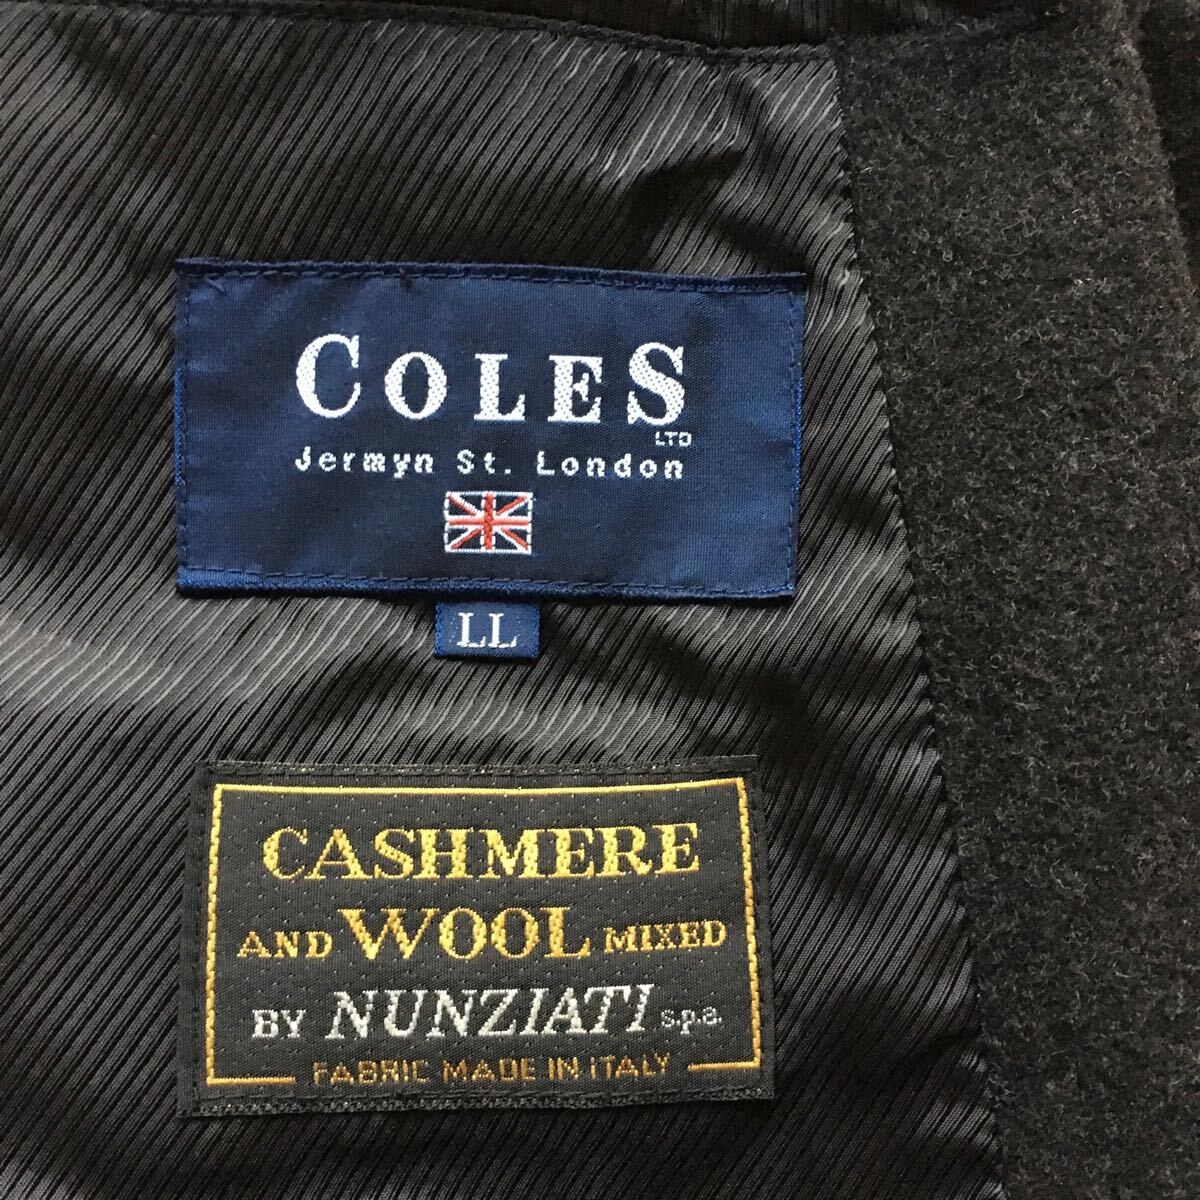 COLES
LTD
Jermyn St. London
LL
CASHMERE
AND WOOL MIXED
BY NUNZIATI s.p.a.
FABRIC MADE IN ITALY